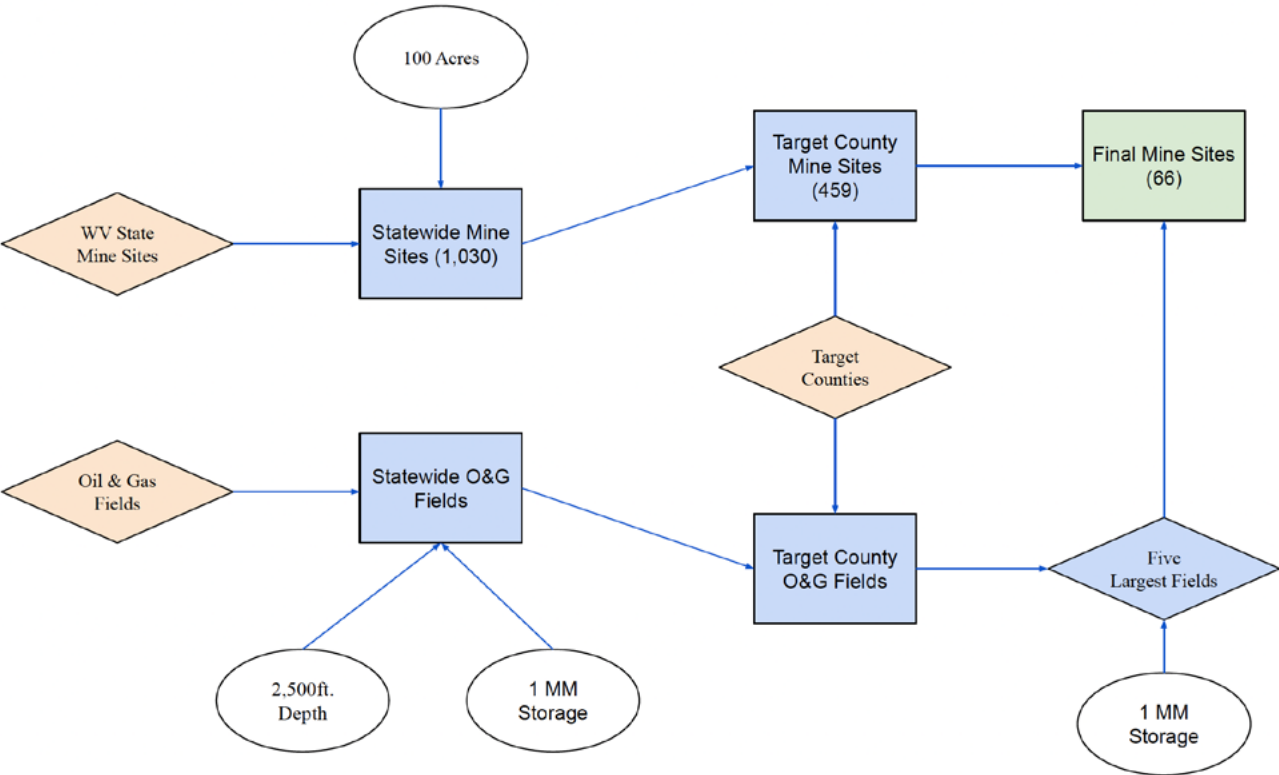 100 Acres
Target County
Mine Sites
(459)
Final Mine Sites
(66)
WV State
Mine Sites
Statewide Mine
Sites (1,030)
Target
Counties
Oil & Gas
Fields
Statewide O&G
Fields
Target County
O&G Fields
Five
Largest Fields
2,500ft.
Depth
1 MM
Storage
1 MM
Storage